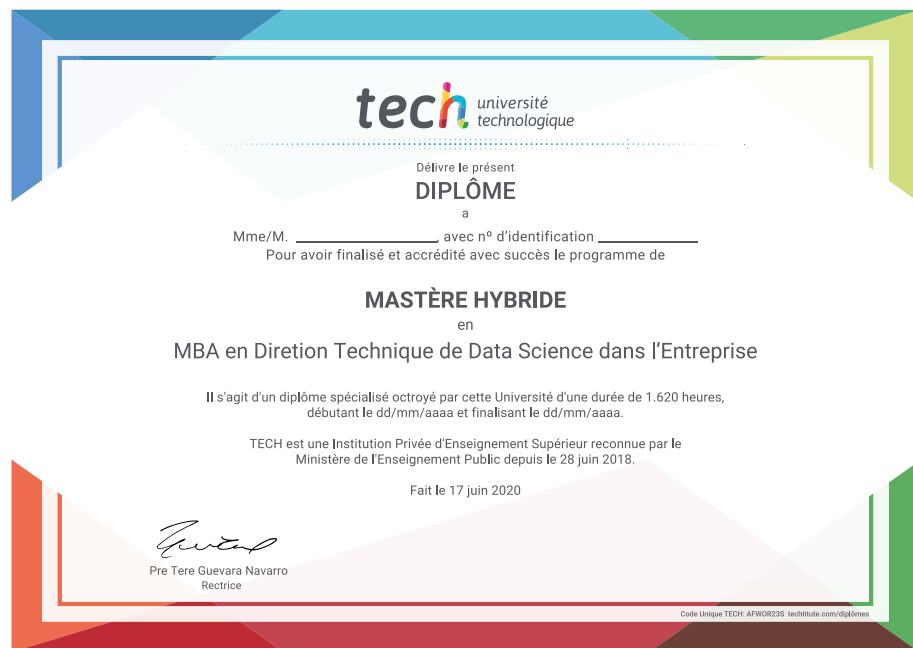 tech université
technologique
Délivre le présent
DIPLÔME
a
Mme/M. ____________, avec nº d'identification ____________
Pour avoir finalisé et accrédité avec succès le programme de
MASTÈRE HYBRIDE
en
MBA en Diretion Technique de Data Science dans l'Entreprise
Il s'agit d'un diplôme spécialisé octroyé par cette Université d'une durée de 1.620 heures,
débutant le dd/mm/aaaa et finalisant le dd/mm/aaaa.
TECH est une Institution Privée d'Enseignement Supérieur reconnue par le
Ministère de l'Enseignement Public depuis le 28 juin 2018.
Fait le 17 juin 2020
Pre Tere Guevara Navarro
Rectrice
Code Unique TECH: AFWOR23S techtitute.com/diplômes